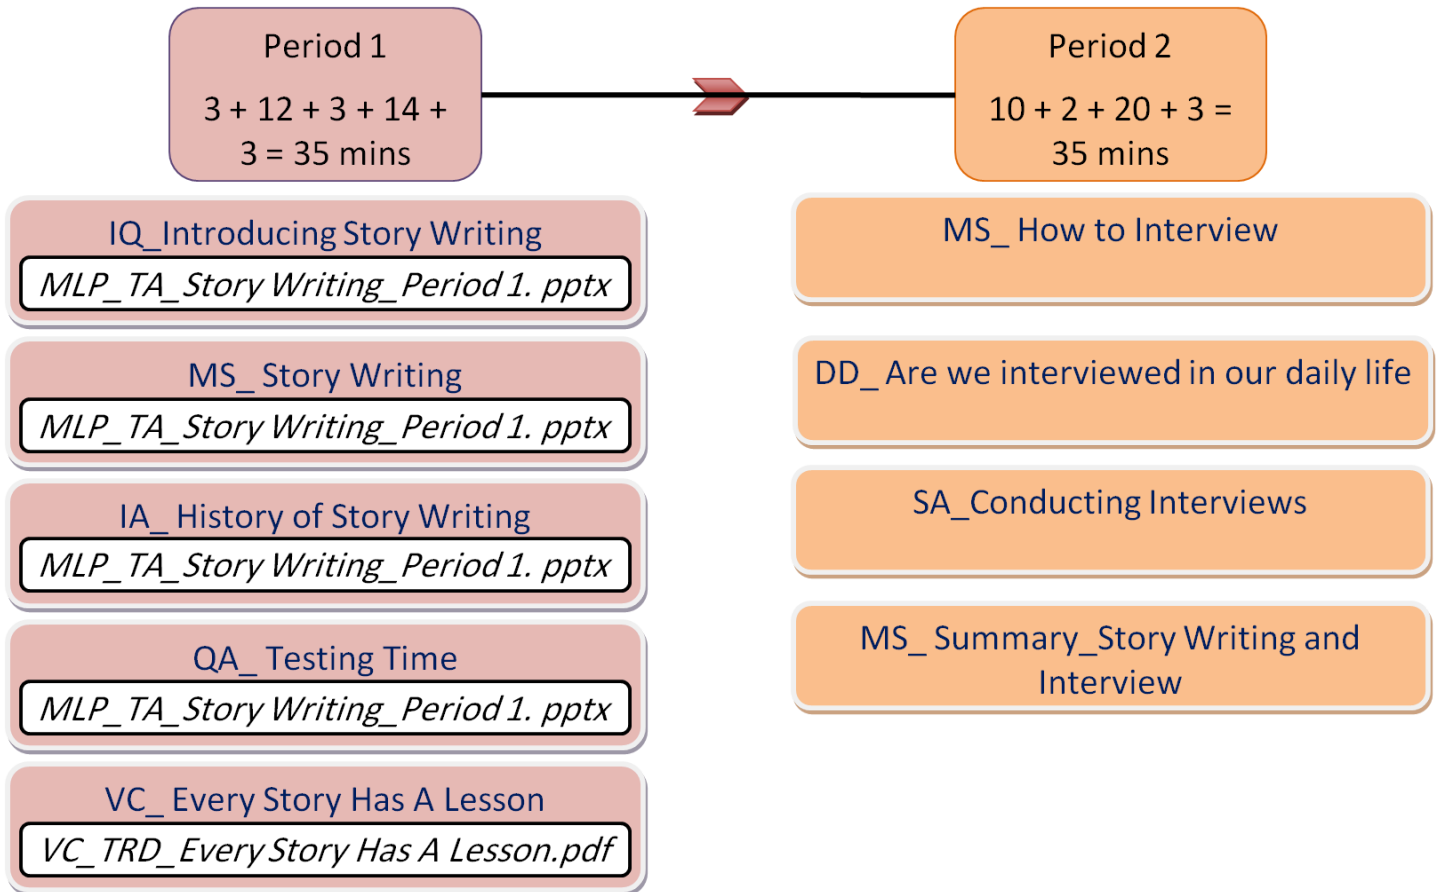 Period 1
3 + 12 + 3 + 14 +
3 = 35 mins
Period 2
10 + 2 + 20 + 3 =
35 mins
IQ_Introducing Story Writing
MLP_TA_Story Writing_Period 1. pptx
MS_ Story Writing
MLP_TA_Story Writing_Period 1. pptx
IA_ History of Story Writing
MLP_TA_Story Writing_Period 1. pptx
QA_ Testing Time
MLP_TA_Story Writing_Period 1. pptx
VC_ Every Story Has A Lesson
VC_TRD_Every Story Has A Lesson.pdf
MS_ How to Interview
DD_ Are we interviewed in our daily life
SA_Conducting Interviews
MS_ Summary_Story Writing and
Interview